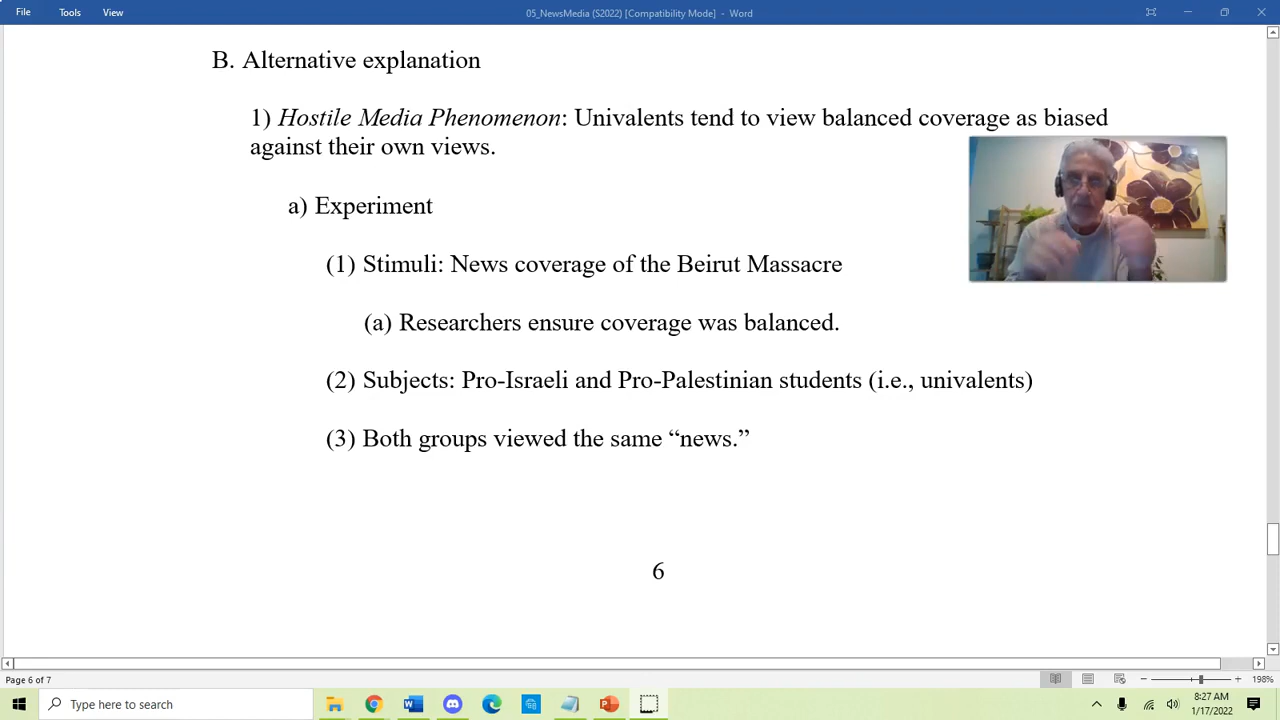 File Tools View 05_NewsMedia (S2022) [Compatibility Mode] - Word
B. Alternative explanation
1) Hostile Media Phenomenon: Univalents tend to view balanced coverage as biased
against their own views.
a) Experiment
(1) Stimuli: News coverage of the Beirut Massacre
(a) Researchers ensure coverage was balanced.
(2) Subjects: Pro-Israeli and Pro-Palestinian students (i.e., univalents)
(3) Both groups viewed the same “news.”
6
Page 6 of 7 198%
Type here to search
8:27 AM
1/17/2022